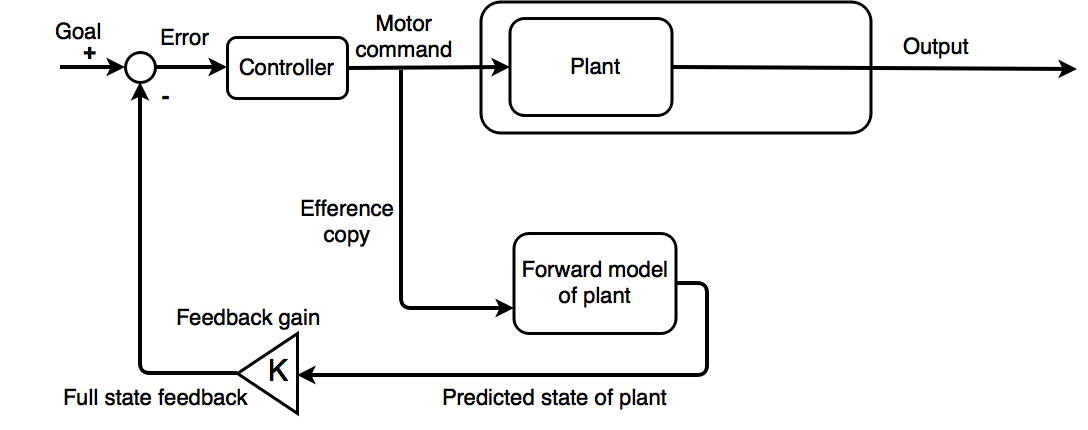 Goal
+
Error
-
Controller
Motor
command
Plant
Output
Efference
copy
Forward model
of plant
Feedback gain
K
Full state feedback
Predicted state of plant